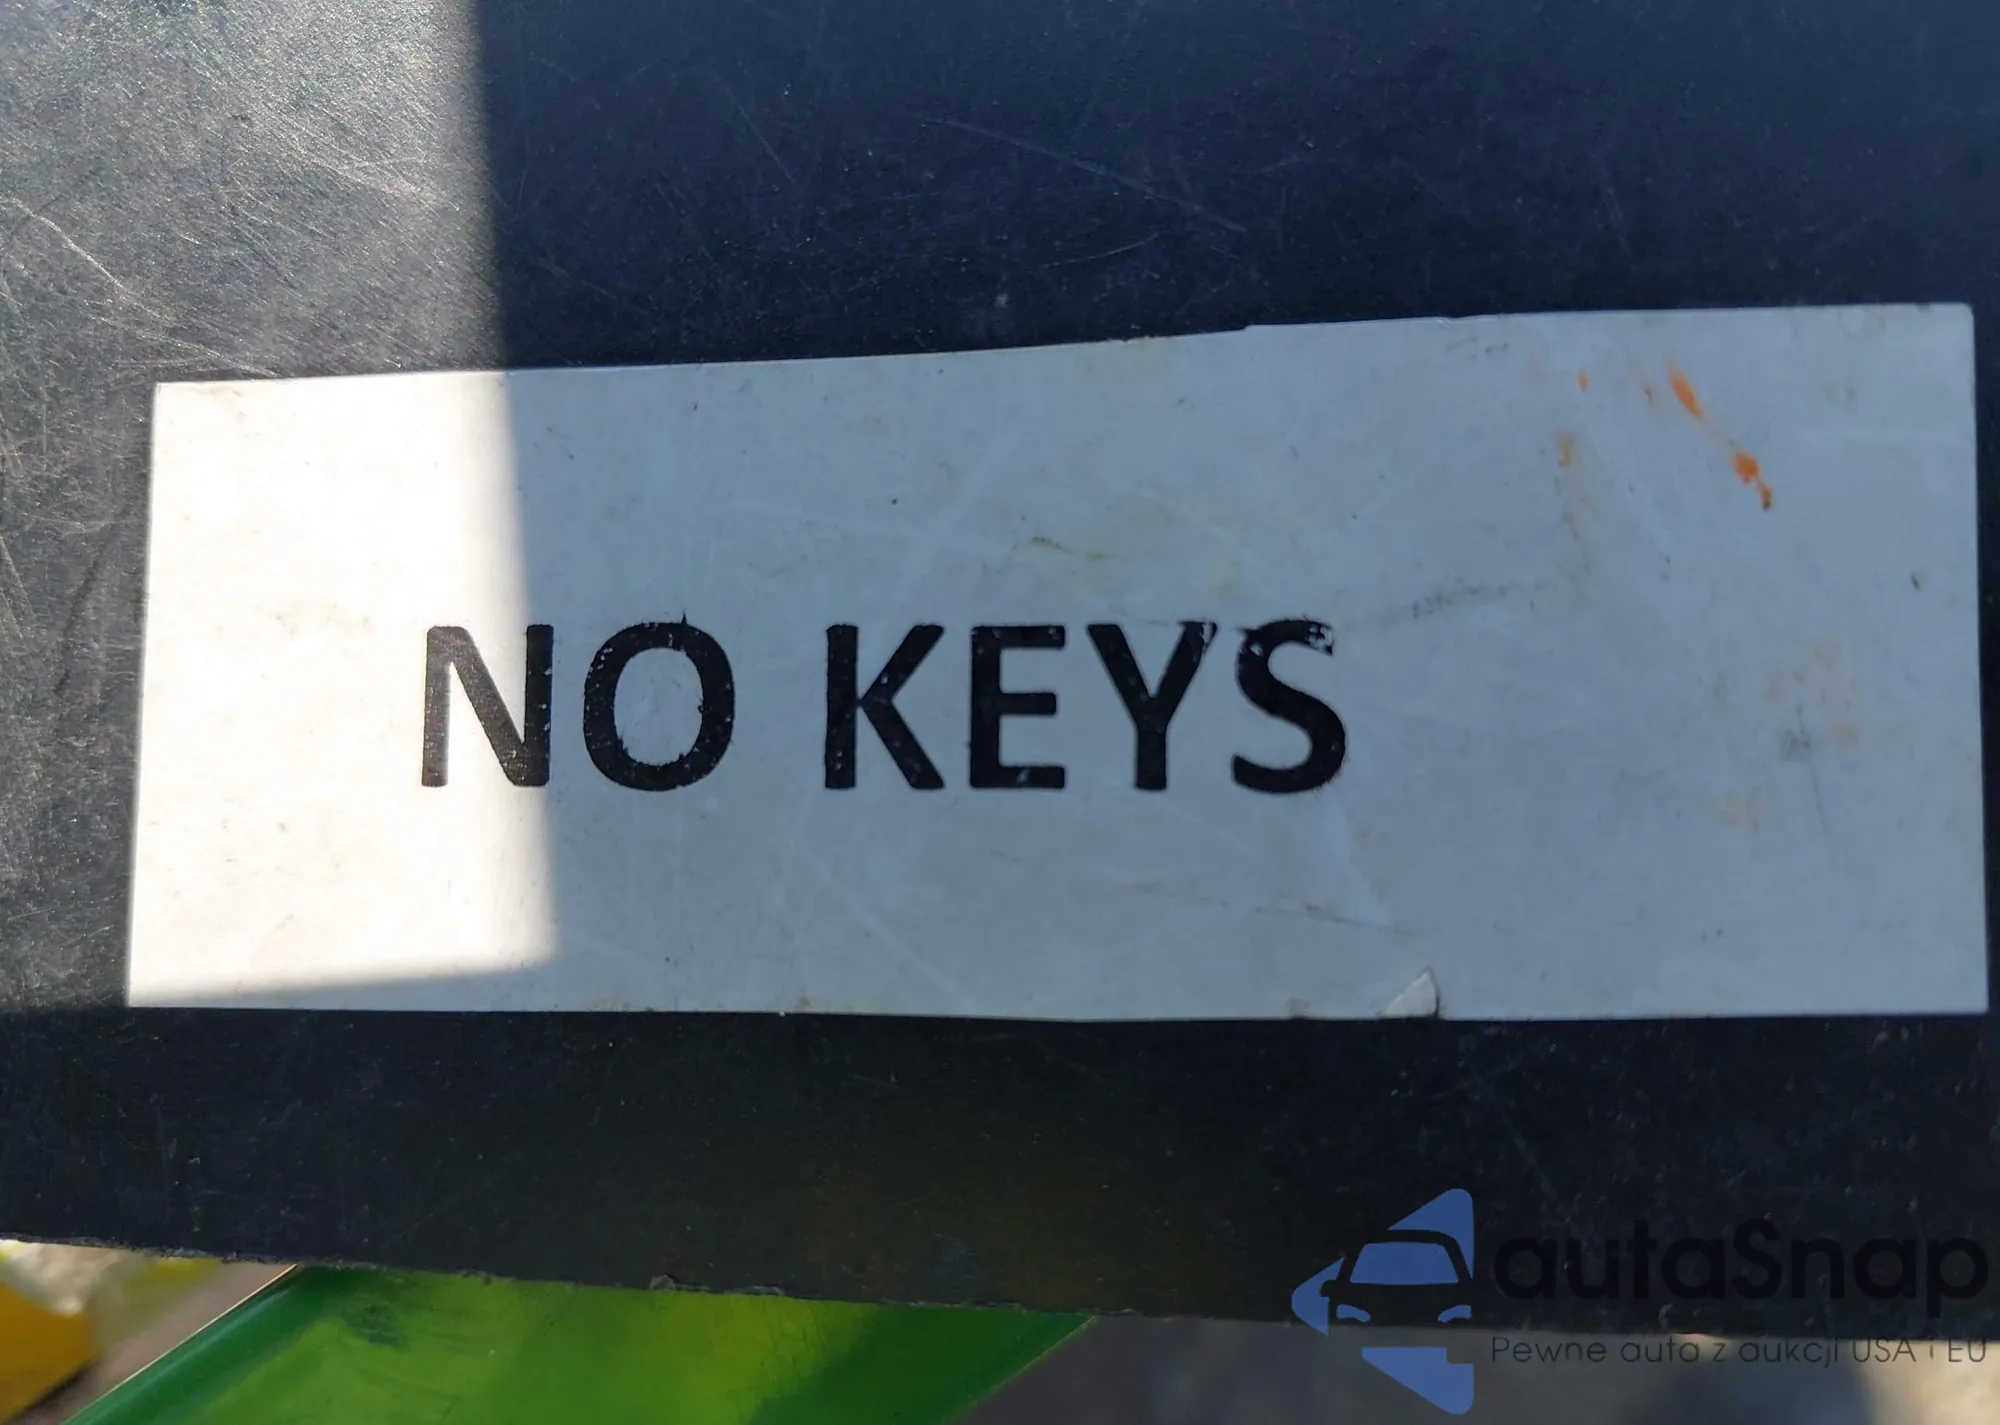 NO KEYS
autaSnap
Pewne auta z aukcji USA i EU